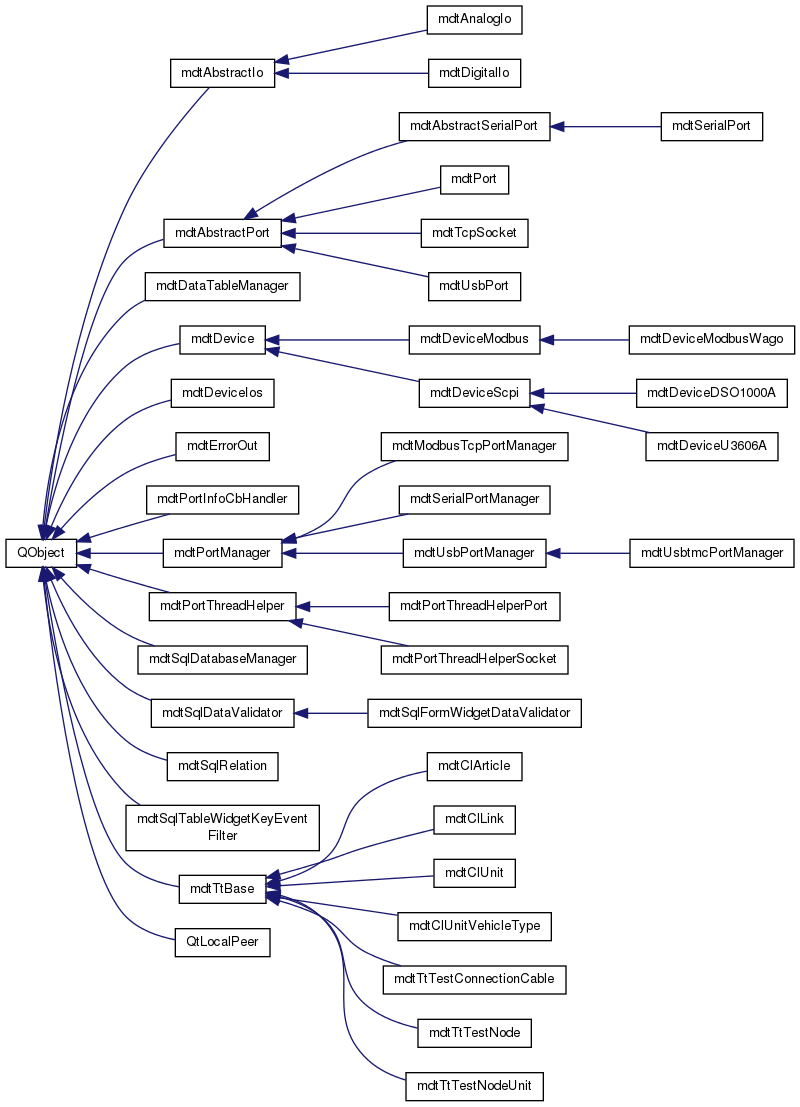 mdtAnalogIo
mdtAbstractIo
mdtDigitalIo
mdtAbstractSerialPort
mdtSerialPort
mdtPort
mdtAbstractPort
mdtTcpSocket
mdtUsbPort
mdtDataTableManager
mdtDevice
mdtDeviceModbus
mdtDeviceModbusWago
mdtDeviceScpi
mdtDeviceDSO1000A
mdtDeviceIos
mdtDeviceU3606A
mdtErrorOut
mdtModbusTcpPortManager
mdtPortInfoCbHandler
mdtSerialPortManager
QObject
mdtPortManager
mdtUsbPortManager
mdtUsbtmcPortManager
mdtPortThreadHelper
mdtPortThreadHelperPort
mdtSqlDatabaseManager
mdtPortThreadHelperSocket
mdtSqlDataValidator
mdtSqlFormWidgetDataValidator
mdtSqlRelation
mdtClArticle
mdtSqlTableWidgetKeyEvent
Filter
mdtClLink
mdtTtBase
mdtClUnit
mdtClUnitVehicleType
QtLocalPeer
mdtTtTestConnectionCable
mdtTtTestNode
mdtTtTestNodeUnit